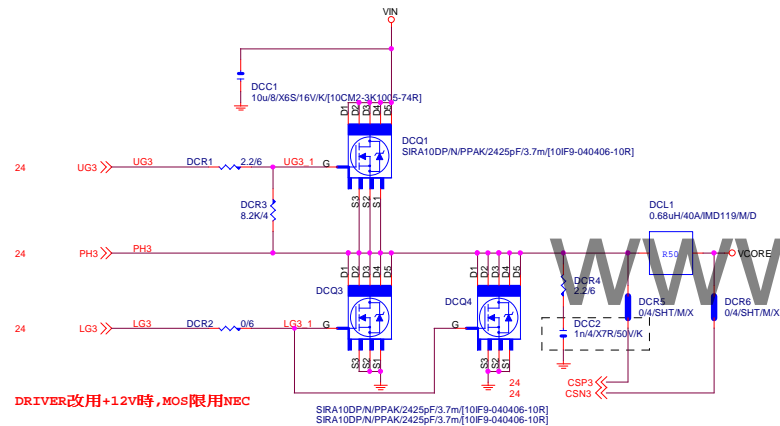 VIN
DCC1
10u/8/X6S/16V/K/[10CM2-3K1005-74R]
D1 D2 D3 D4 D5
DCQ1
SIRA10DP/N/PPAK/2425pF/3.7m/[10IF9-040406-10R]
24 UG3 UG3 DCR1 2.2/6 UG3_1 G
S3 S2 S1
DCR3
8.2K/4
DCL1
0.68uH/40A/IMD119/M/D
24 PH3 PH3
R50
VCORE
WWW
D1 D2 D3 D4 D5
D1 D2 D3 D4 D5
DCQ3
DCQ4
DCR4
2.2/6
DCR5
0/4/SHT/M/X
DCR6
0/4/SHT/M/X
24 LG3 LG3 DCR2 0/6 LG3_1 G
G
DCC2
1n/4/X7R/50V/K
S3 S2 S1
S3 S2 S1
24 CSP3
24 CSN3
DRIVER改用+12V時,MOS限用NEC
SIRA10DP/N/PPAK/2425pF/3.7m/[10IF9-040406-10R]
SIRA10DP/N/PPAK/2425pF/3.7m/[10IF9-040406-10R]